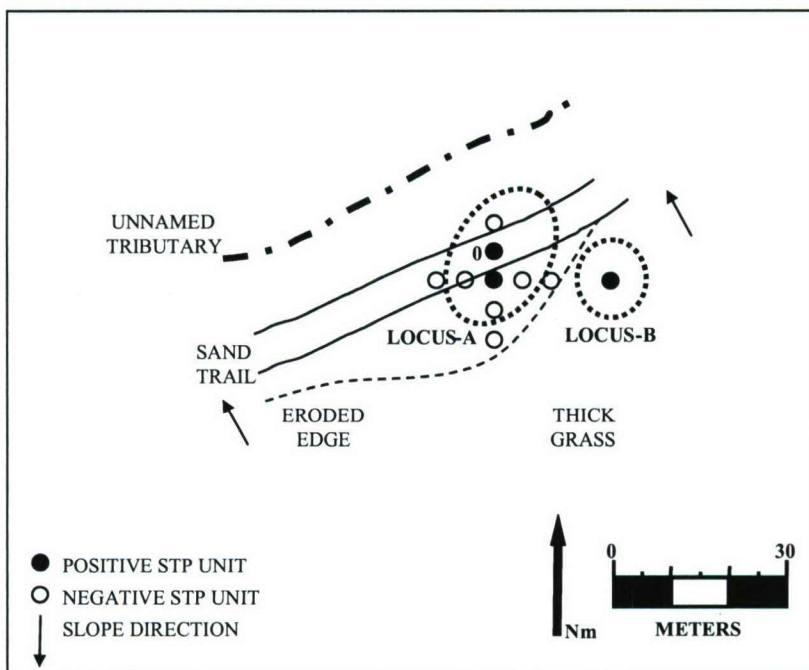 UNNAMED
TRIBUTARY
0
LOCUS-A
LOCUS-B
SAND
TRAIL
ERODED
EDGE
THICK
GRASS
POSITIVE STP UNIT
NEGATIVE STP UNIT
SLOPE DIRECTION
Nm
0 30
METERS